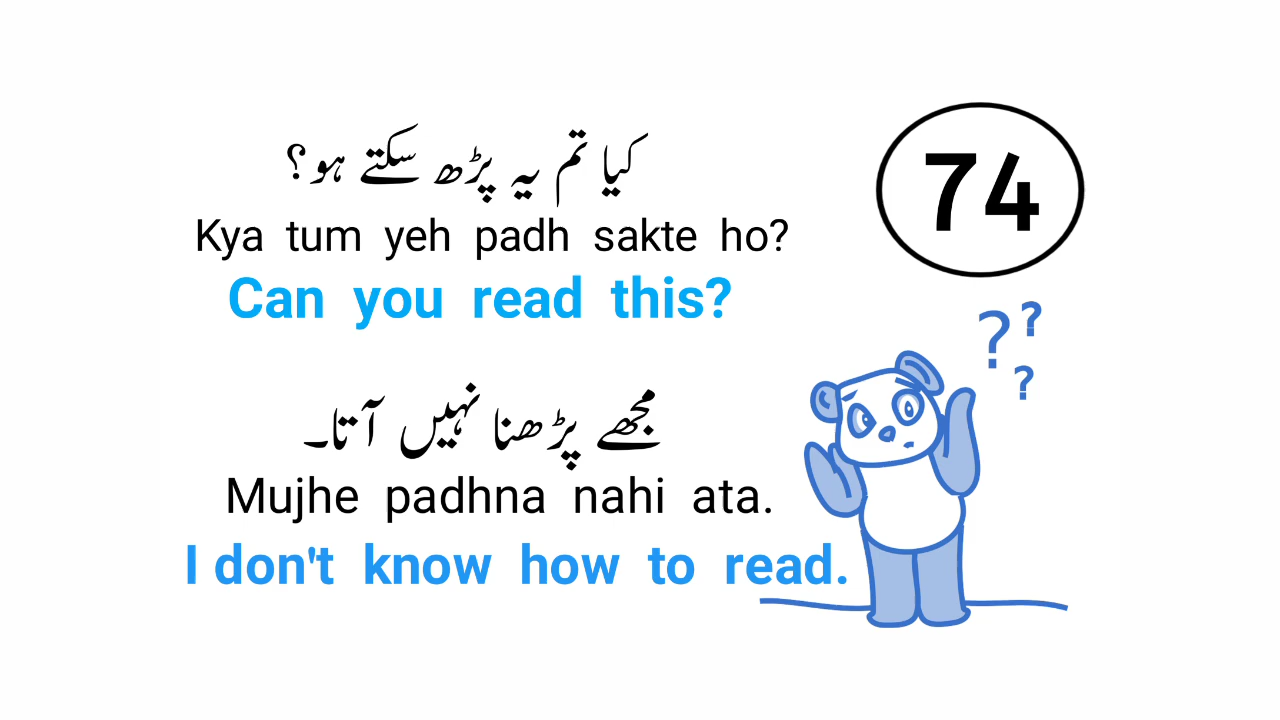 کیا تم یہ پڑھ سکتے ہو؟
74
Kya tum yeh padh sakte ho?
Can you read this?
? ?
?
مجھے پڑھنا نہیں آتا۔
Mujhe padhna nahi ata.
I don't know how to read.